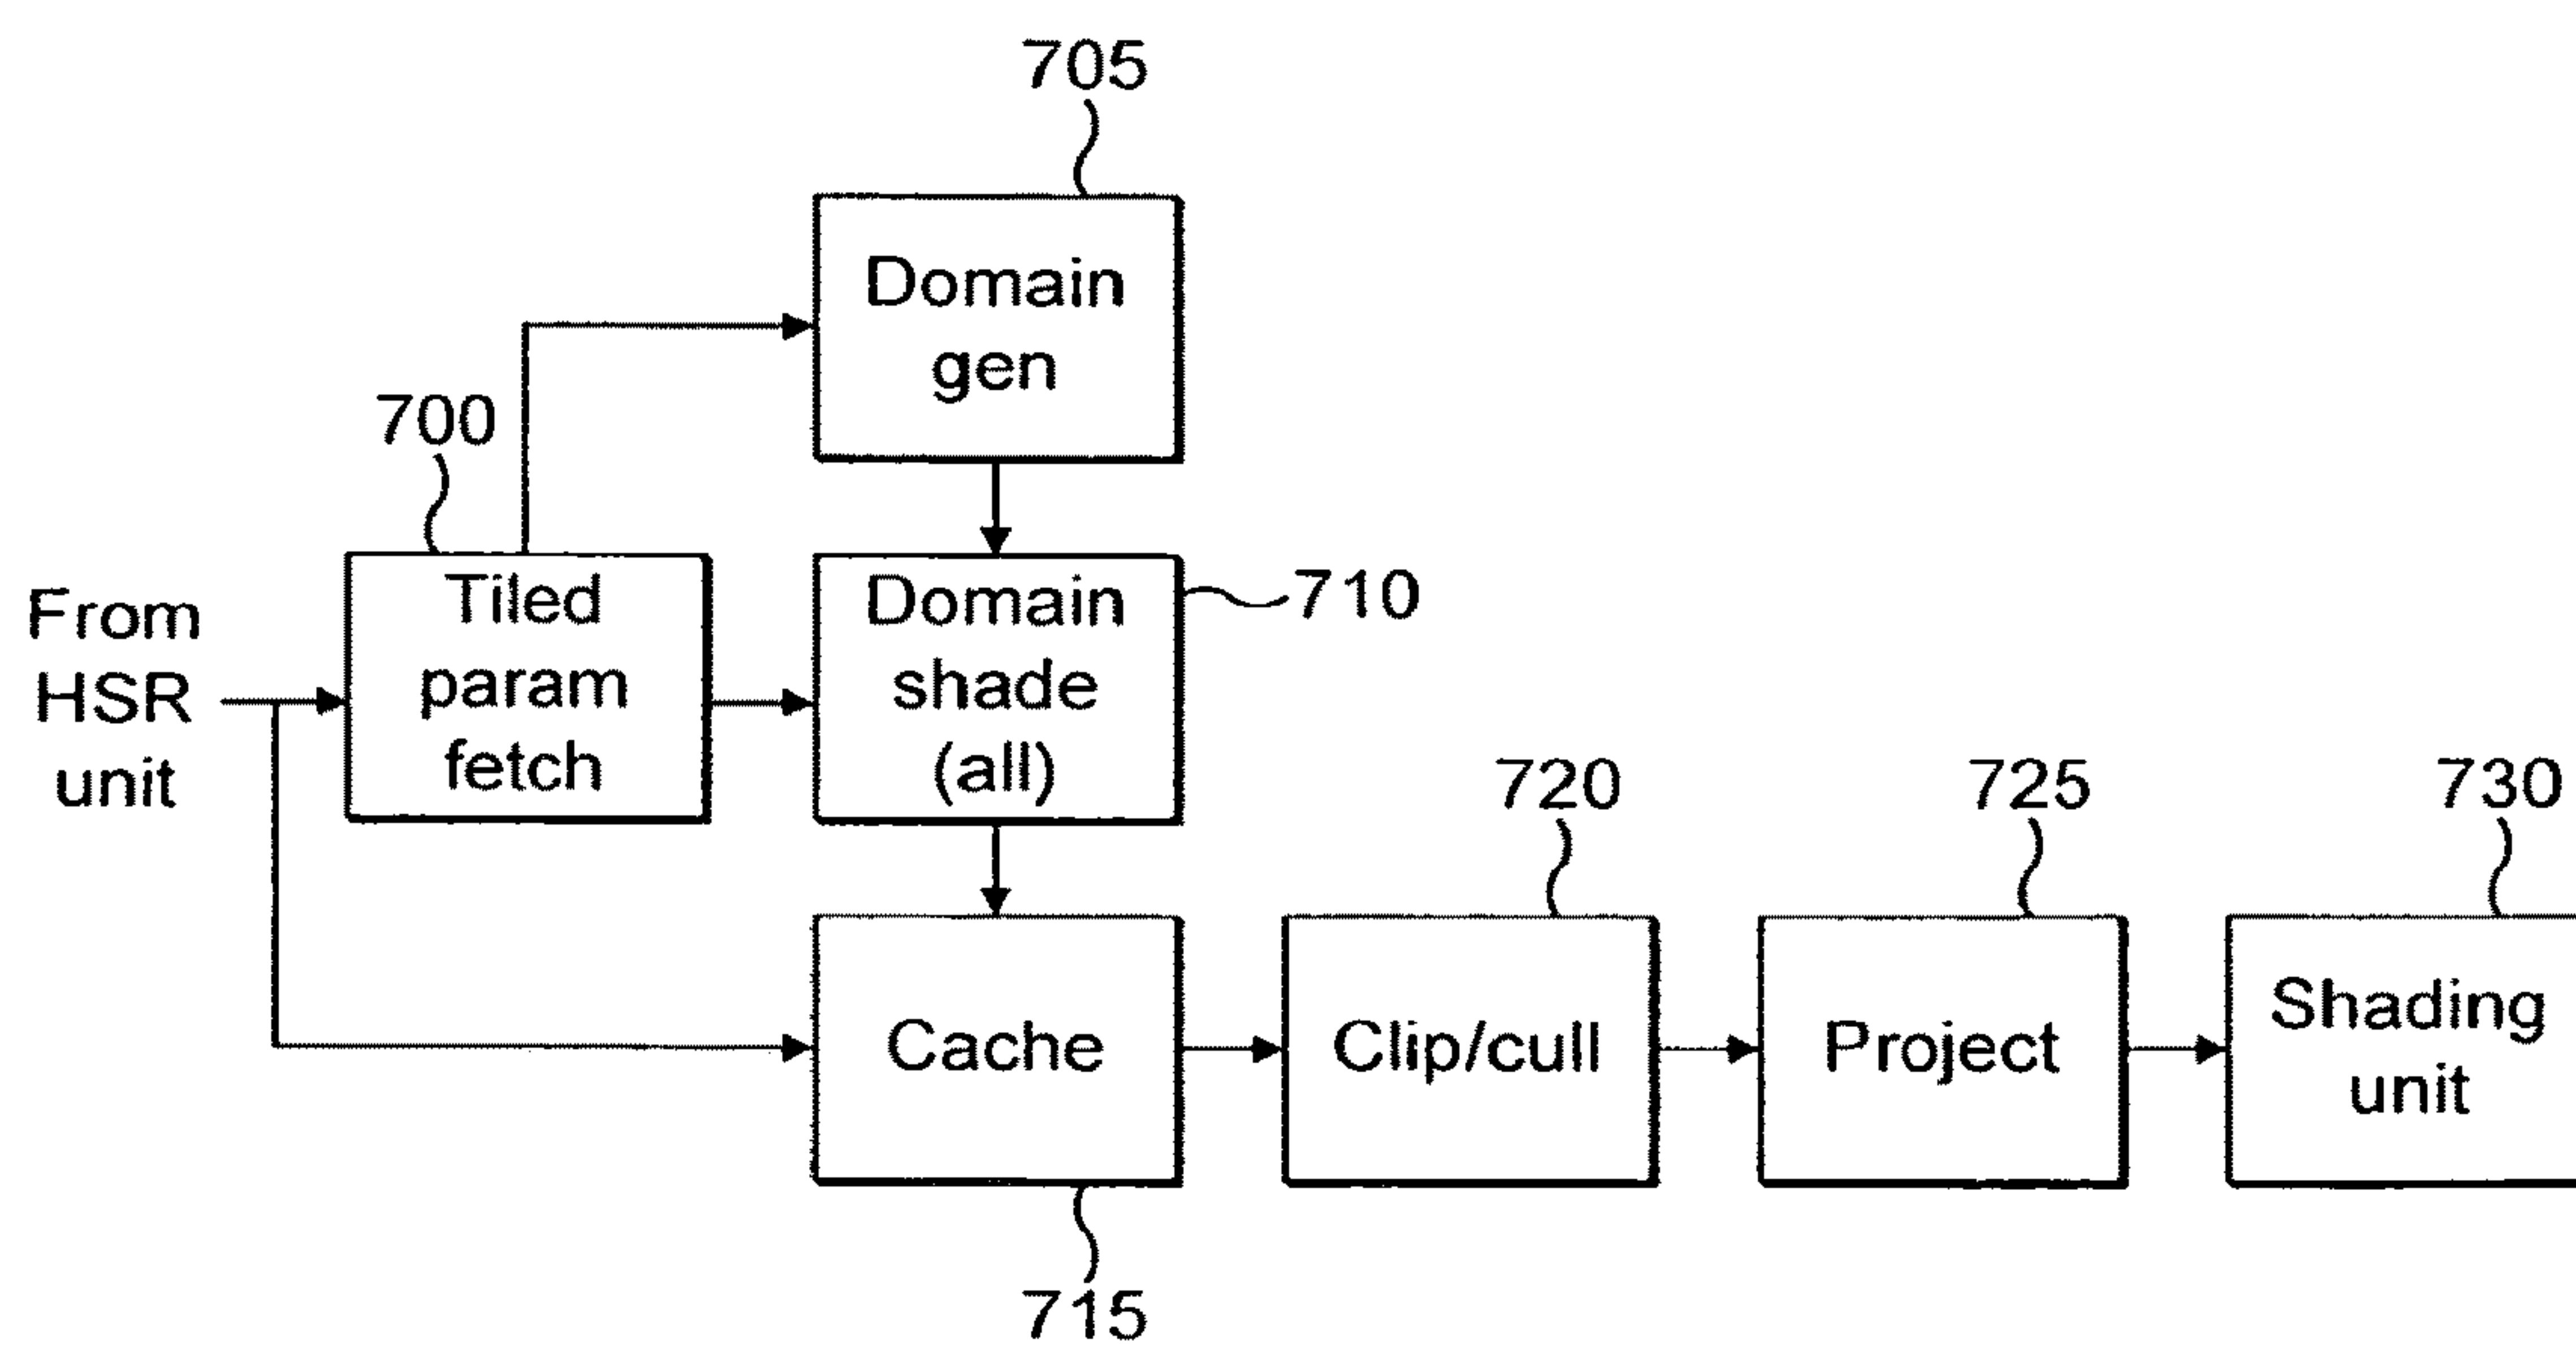 705
Domain
gen
700
Tiled
param
fetch
From
HSR
unit
Domain
shade
(all)
710
720
725
730
Cache
Clip/cull
Project
Shading
unit
715